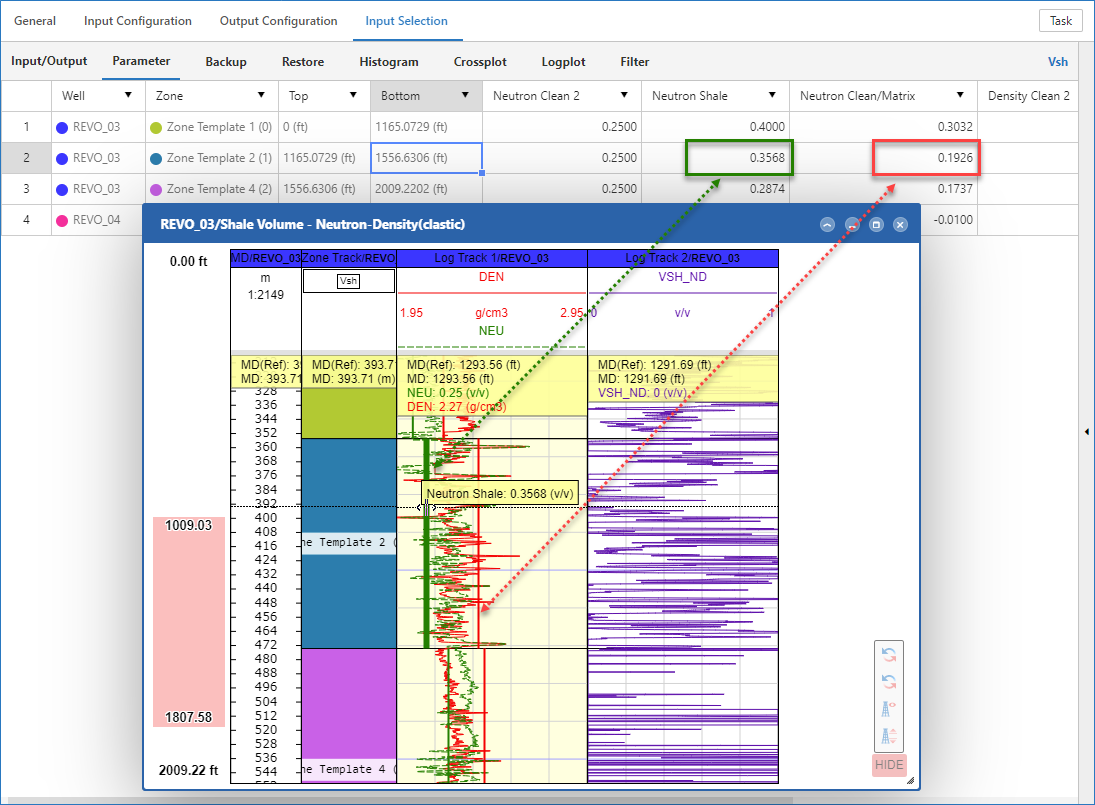 General Input Configuration Output Configuration Input Selection Task
Input/Output Parameter Backup Restore Histogram Crossplot Logplot Filter Vsh
Well Zone Top Bottom Neutron Clean 2 Neutron Shale Neutron Clean/Matrix Density Clean 2
1 REVO_03 Zone Template 1 (0) 0 (ft) 1165.0729 (ft) 0.2500 0.4000 0.3032
2 REVO_03 Zone Template 2 (1) 1165.0729 (ft) 1556.6306 (ft) 0.2500 0.3568 0.1926
3 REVO_03 Zone Template 4 (2) 1556.6306 (ft) 2009.2202 (ft) 0.2500 0.2874 0.1737
4 REVO_04 -0.0100
REVO_03/Shale Volume - Neutron-Density(clastic)
0.00 ft
MD/REVO_03 Zone Track/REVO Log Track 1/REVO_03 Log Track 2/REVO_03
m Vsh DEN VSH_ND
1:2149
1.95 g/cm3 2.95 0 v/v 1
NEU
MD(Ref): 39 MD(Ref): 393.7 MD(Ref): 1293.56 (ft) MD(Ref): 1291.69 (ft)
MD: 393.71 MD: 393.71 (m) MD: 1293.56 (ft) MD: 1291.69 (ft)
NEU: 0.25 (v/v) VSH_ND: 0 (v/v)
DEN: 2.27 (g/cm3)
328
336
344
352
360
368
376
384
Neutron Shale: 0.3568 (v/v)
392
400
1009.03
408
416
ne Template 2 (
424
432
440
448
456
464
472
480
488
496
504
512
1807.58
520
528
536
544
ne Template 4 (
2009.22 ft
552
HIDE